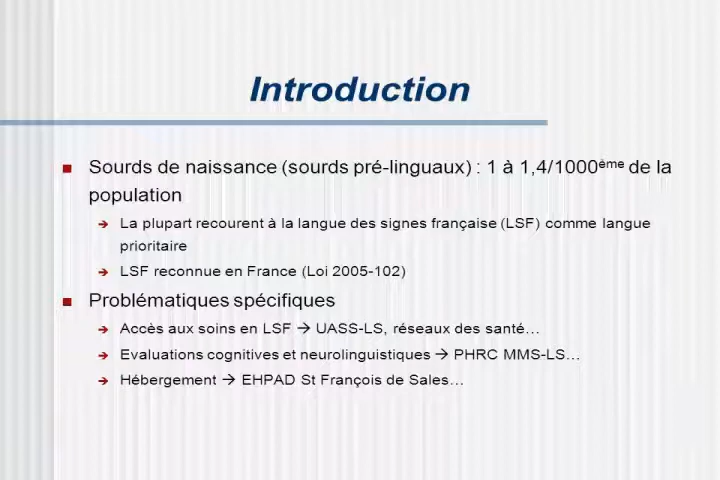 Introduction
Sourds de naissance (sourds pré-linguaux) : 1 à 1,4/1000ème de la
population
La plupart recourent à la langue des signes française (LSF) comme langue
prioritaire
LSF reconnue en France (Loi 2005-102)
Problématiques spécifiques
Accès aux soins en LSF → UASS-LS, réseaux des santé…
Evaluations cognitives et neurolinguistiques → PHRC MMS-LS…
Hébergement → EHPAD St François de Sales…